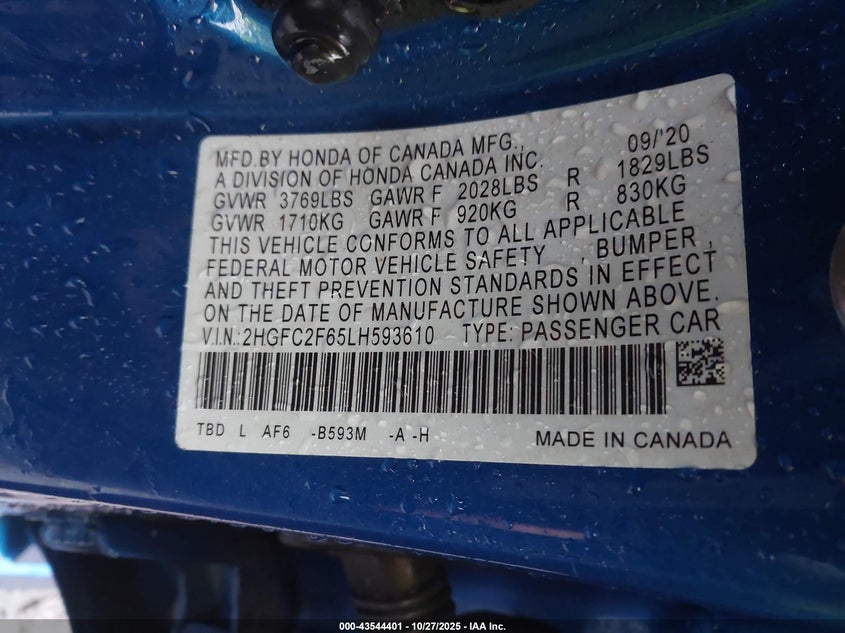 MFD.BY HONDA OF CANADA MFG., 09/'20
A DIVISION OF HONDA CANADA INC.
GVWR 3769LBS GAWR F 2028LBS R 1829LBS
GVWR 1710KG GAWR F 920KG R 830KG
THIS VEHICLE CONFORMS TO ALL APPLICABLE
FEDERAL MOTOR VEHICLE SAFETY , BUMPER ,
AND THEFT PREVENTION STANDARDS IN EFFECT
ON THE DATE OF MANUFACTURE SHOWN ABOVE.
V.I.N.: 2HGFC2F65LH593610 TYPE: PASSENGER CAR
TBD L AF6 -B593M -A -H MADE IN CANADA
000-43544401 - 10/27/2025 - IAA Inc.